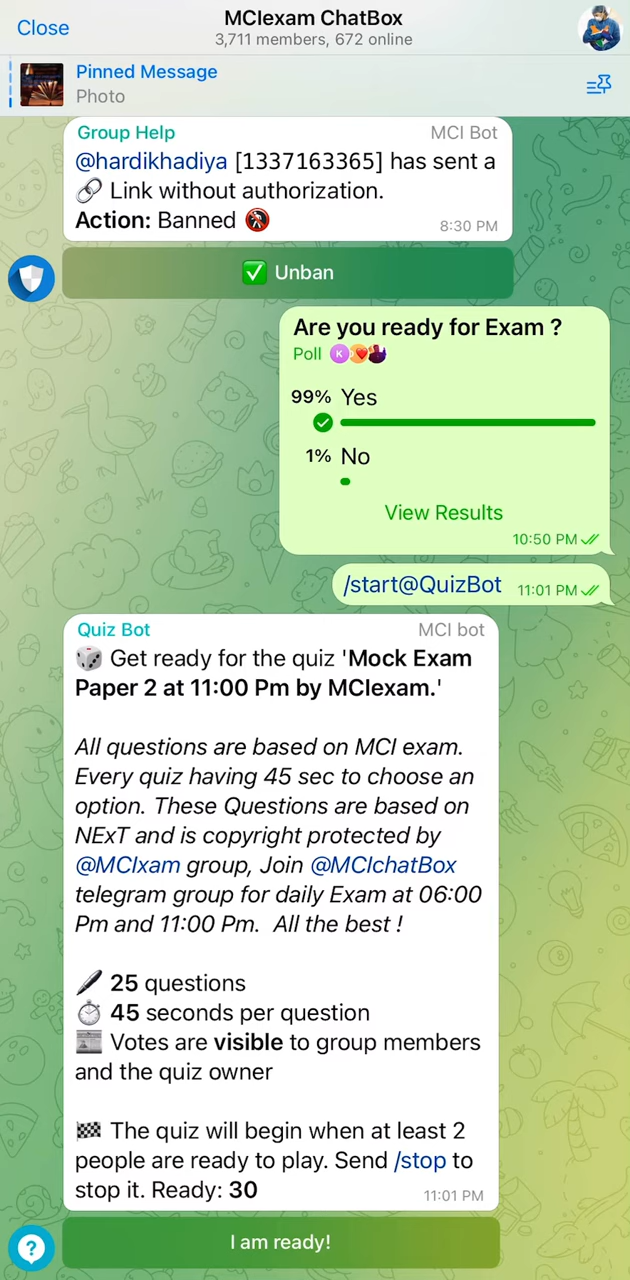 Close
MCIexam ChatBox
3,711 members, 672 online
Pinned Message
Photo
Group Help MCI Bot
@hardikhadiya [1337163365] has sent a
🔗 Link without authorization.
Action: Banned 🚷
8:30 PM
✅ Unban
Are you ready for Exam ?
Poll K
99% Yes
1% No
View Results
10:50 PM
/start@QuizBot 11:01 PM
Quiz Bot MCI bot
🎲 Get ready for the quiz 'Mock Exam
Paper 2 at 11:00 Pm by MCIexam.'
All questions are based on MCI exam.
Every quiz having 45 sec to choose an
option. These Questions are based on
NExT and is copyright protected by
@MCIxam group, Join @MCIchatBox
telegram group for daily Exam at 06:00
Pm and 11:00 Pm.  All the best !
🖋 25 questions
⏱ 45 seconds per question
📰 Votes are visible to group members
and the quiz owner
🏁 The quiz will begin when at least 2
people are ready to play. Send /stop to
stop it. Ready: 30
11:01 PM
I am ready!